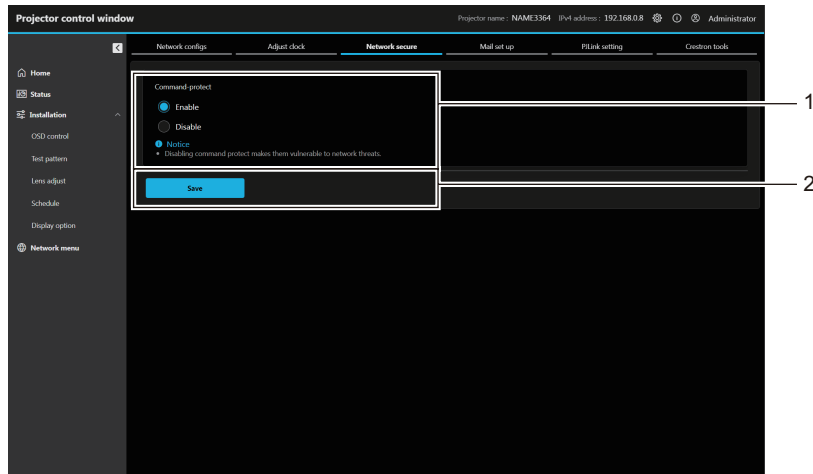 Projector control window
Projector name : NAME3364 IPv4 address : 192.168.0.8 Administrator
Network configs Adjust clock Network secure Mail set up PJLink setting Crestron tools
Home
Status
Installation
OSD control
Test pattern
Lens adjust
Schedule
Display option
Network menu
Command-protect
Enable
Disable
Notice
• Disabling command protect makes them vulnerable to network threats.
Save
1
2